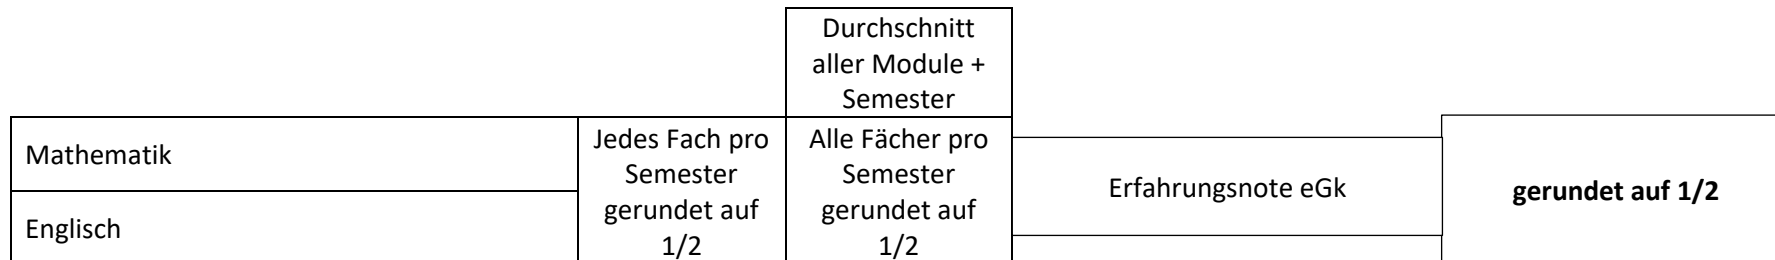 Durchschnitt
aller Module +
Semester
Mathematik
Englisch
Jedes Fach pro
Semester
gerundet auf
1/2
Alle Fächer pro
Semester
gerundet auf
1/2
Erfahrungsnote eGk
gerundet auf 1/2